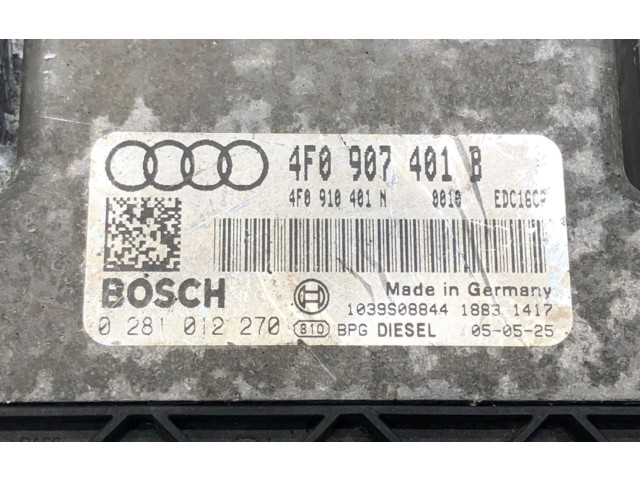 4F0 907 401 B
4F0 910 401 N 0010 EDC16CP
BOSCH
Made in Germany
1039S08844 1883 1417
0 281 012 270 810 BPG DIESEL 05-05-25